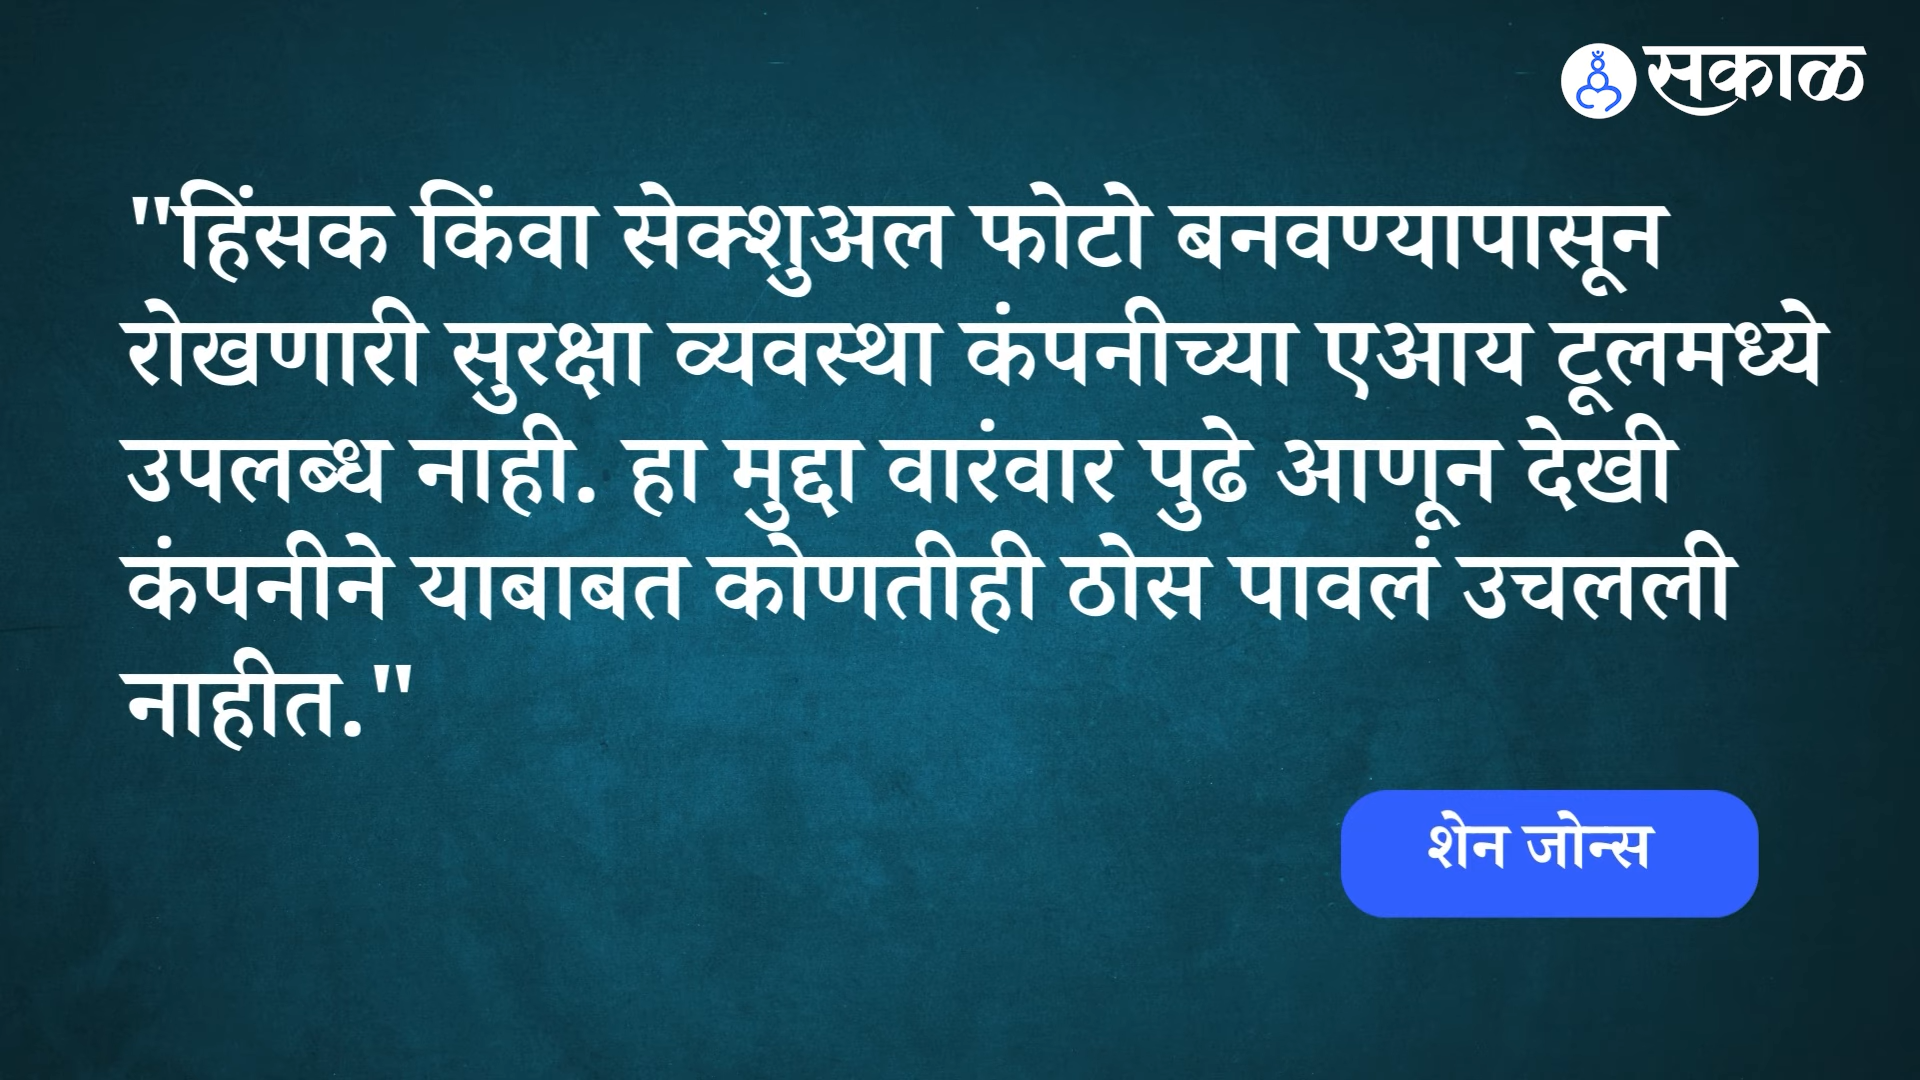 सकाळ
"हिंसक किंवा सेक्शुअल फोटो बनवण्यापासून
रोखणारी सुरक्षा व्यवस्था कंपनीच्या एआय टूलमध्ये
उपलब्ध नाही. हा मुद्दा वारंवार पुढे आणून देखी
कंपनीने याबाबत कोणतीही ठोस पावलं उचलली
नाहीत."
शेन जोन्स